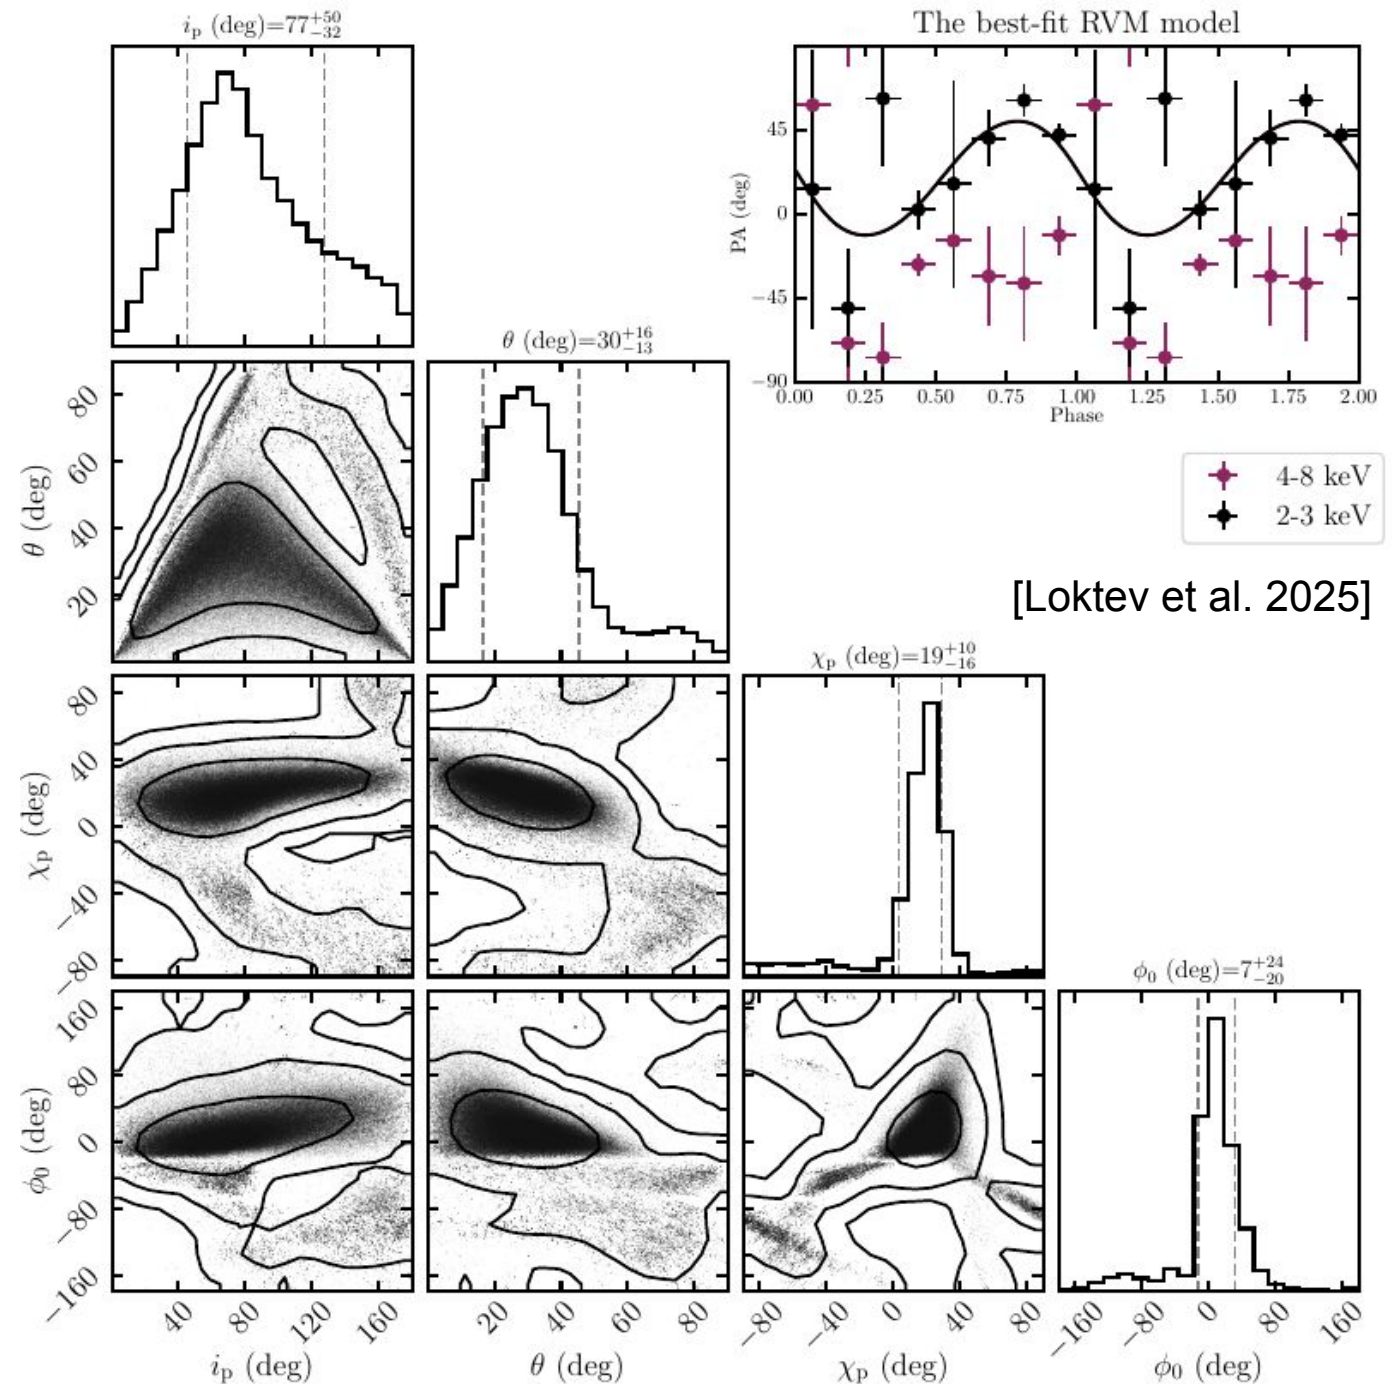 i_p (deg)=77^{+50}_{-32}
The best-fit RVM model
45
0
−45
−90
PA (deg)
0.00 0.25 0.50 0.75 1.00 1.25 1.50 1.75 2.00
Phase
4-8 keV
2-3 keV
[Loktev et al. 2025]
θ (deg)=30^{+16}_{-13}
80
60
40
20
θ (deg)
χ_p (deg)=19^{+10}_{-16}
80
40
0
−40
−80
χ_p (deg)
ϕ_0 (deg)=7^{+24}_{-20}
160
80
0
−80
−160
ϕ_0 (deg)
40 80 120 160
20 40 60 80
−80 −40 0 40 80
−160 −80 0 80 160
i_p (deg)
θ (deg)
χ_p (deg)
ϕ_0 (deg)